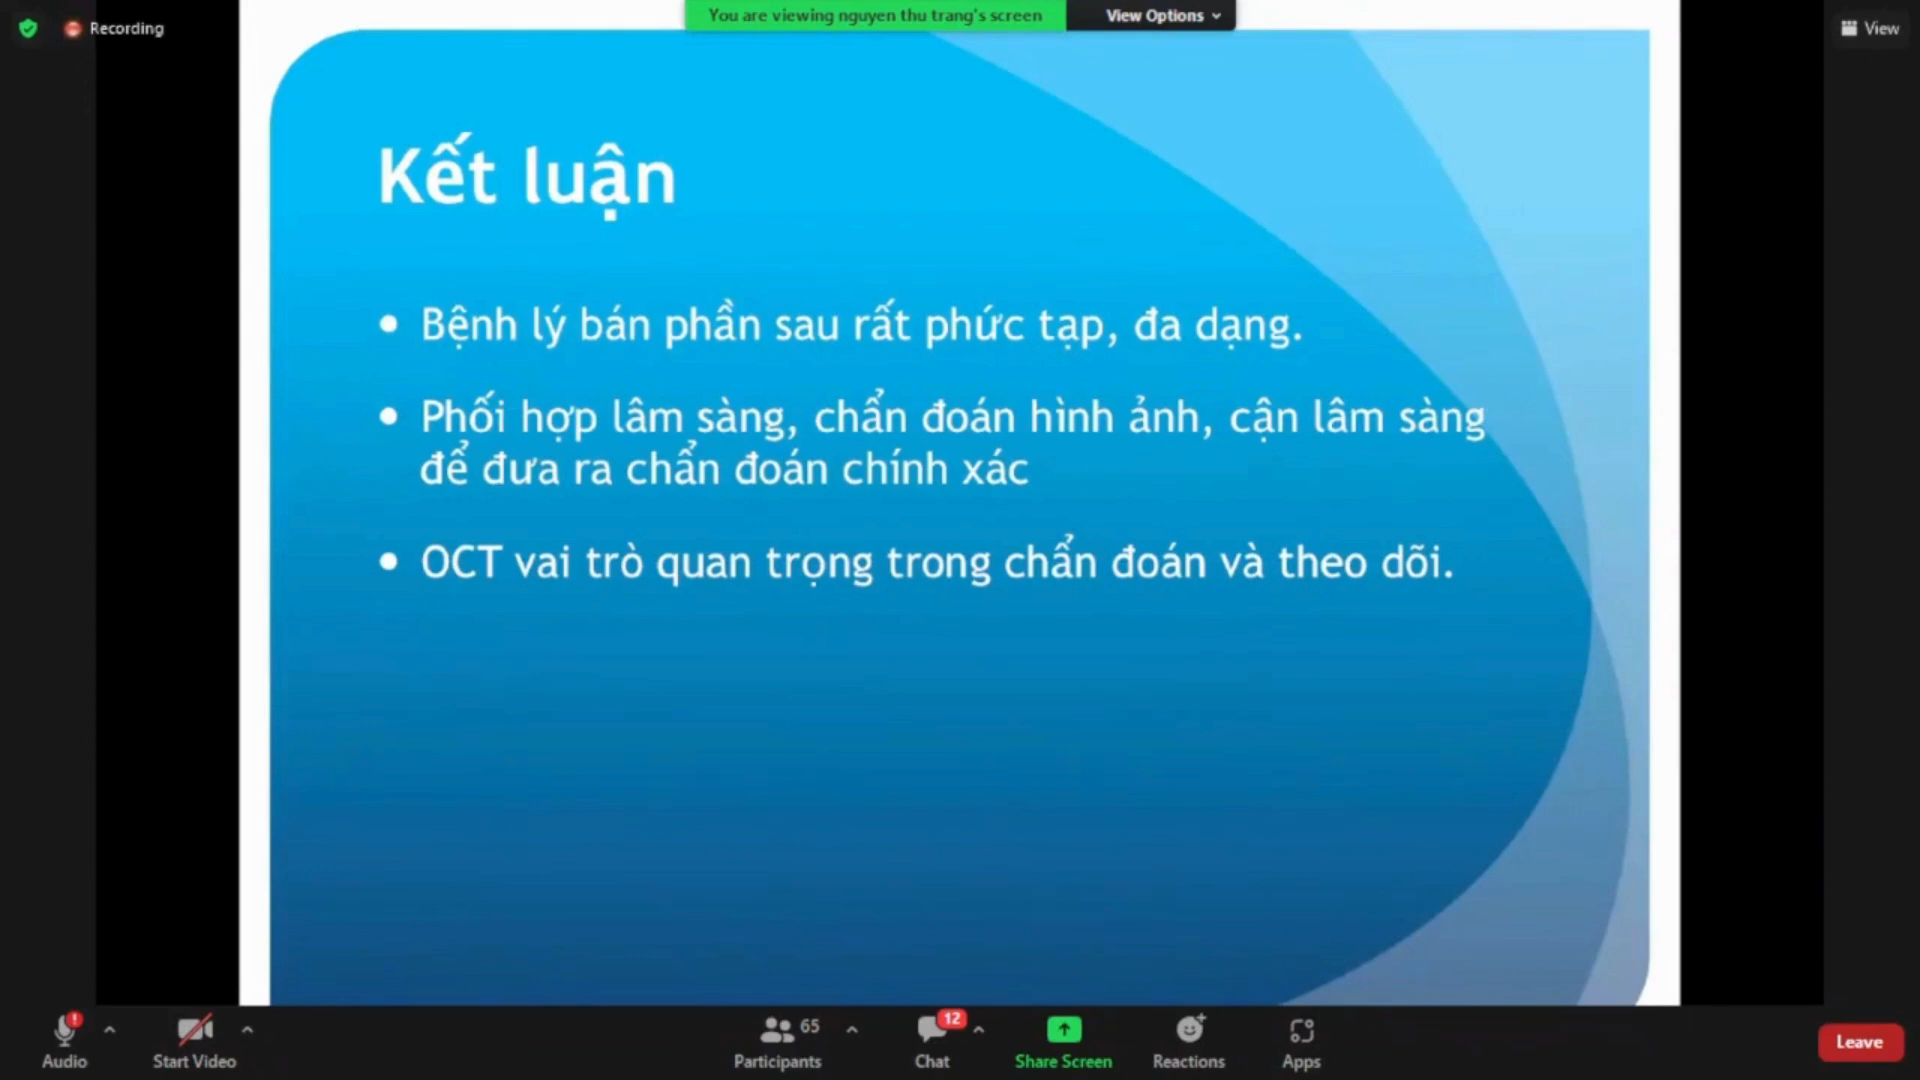 Recording
You are viewing nguyen thu trang's screen
View Options
View
Kết luận
Bệnh lý bán phần sau rất phức tạp, đa dạng.
Phối hợp lâm sàng, chẩn đoán hình ảnh, cận lâm sàng
để đưa ra chẩn đoán chính xác
OCT vai trò quan trọng trong chẩn đoán và theo dõi.
Audio
Start Video
65
Participants
12
Chat
Share Screen
Reactions
Apps
Leave